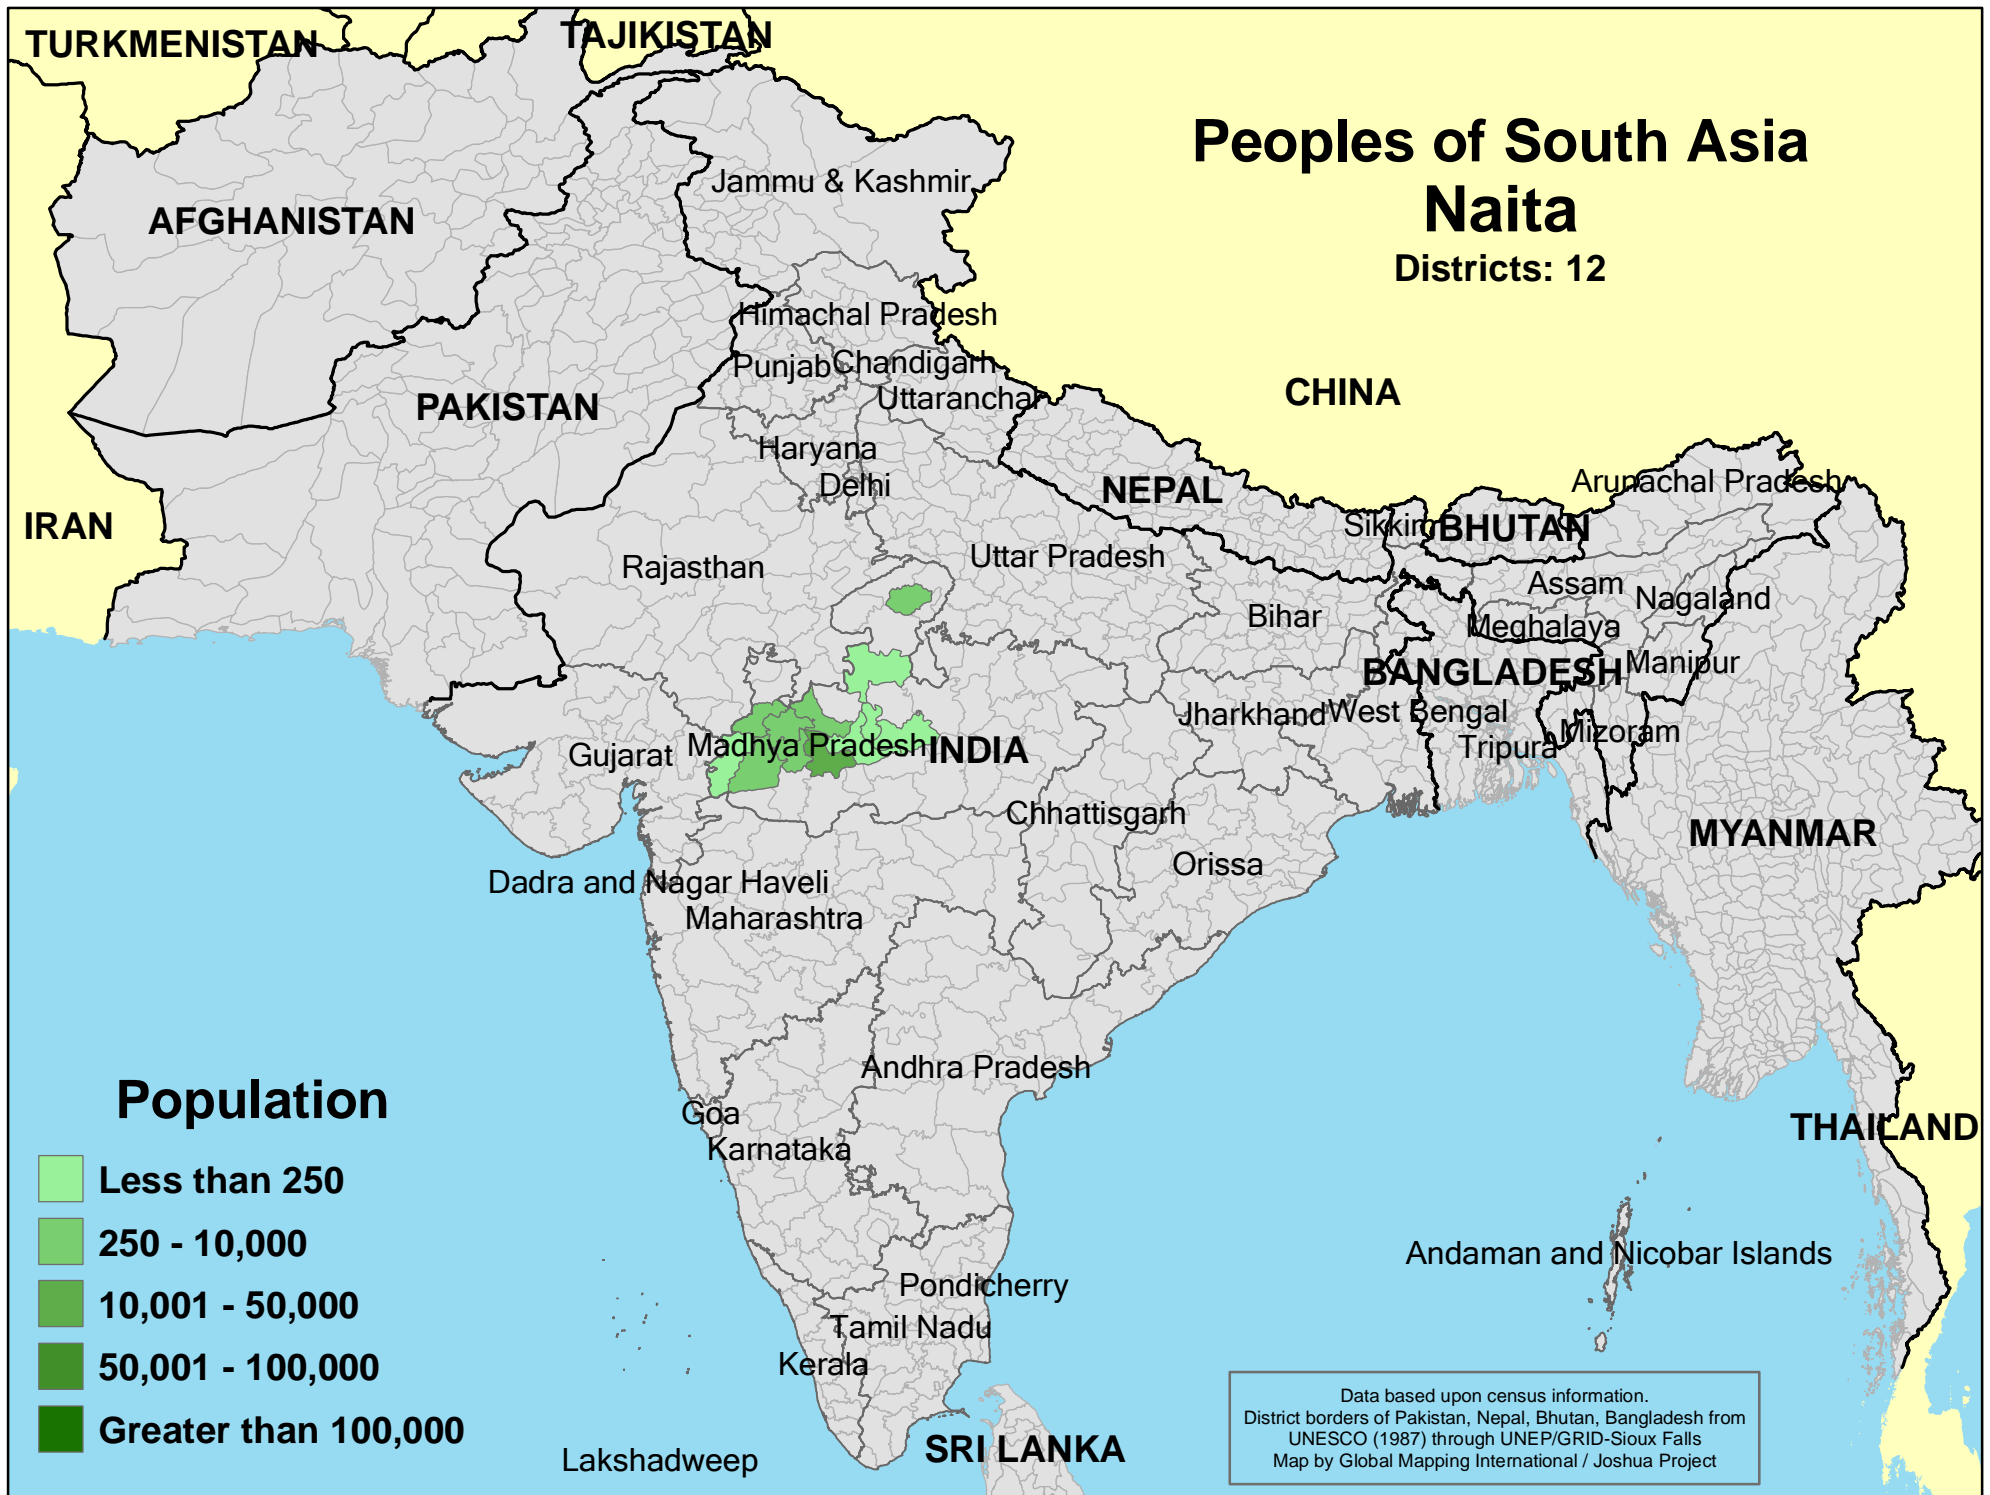 TURKMENISTAN
TAJIKISTAN
Peoples of South Asia
Naita
Districts: 12
Jammu & Kashmir
AFGHANISTAN
Himachal Pradesh
Punjab
Chandigarh
Uttaranchal
CHINA
PAKISTAN
Haryana
Delhi
NEPAL
Arunachal Pradesh
IRAN
Sikkim
BHUTAN
Rajasthan
Uttar Pradesh
Assam
Nagaland
Bihar
Meghalaya
BANGLADESH
Manipur
Jharkhand
West Bengal
Tripura
Mizoram
Gujarat
Madhya Pradesh
INDIA
Chhattisgarh
MYANMAR
Orissa
Dadra and Nagar Haveli
Maharashtra
Andhra Pradesh
Goa
Karnataka
THAILAND
Andaman and Nicobar Islands
Pondicherry
Tamil Nadu
Kerala
Lakshadweep
SRI LANKA
Population
Less than 250
250 - 10,000
10,001 - 50,000
50,001 - 100,000
Greater than 100,000
Data based upon census information.
District borders of Pakistan, Nepal, Bhutan, Bangladesh from
UNESCO (1987) through UNEP/GRID-Sioux Falls
Map by Global Mapping International / Joshua Project